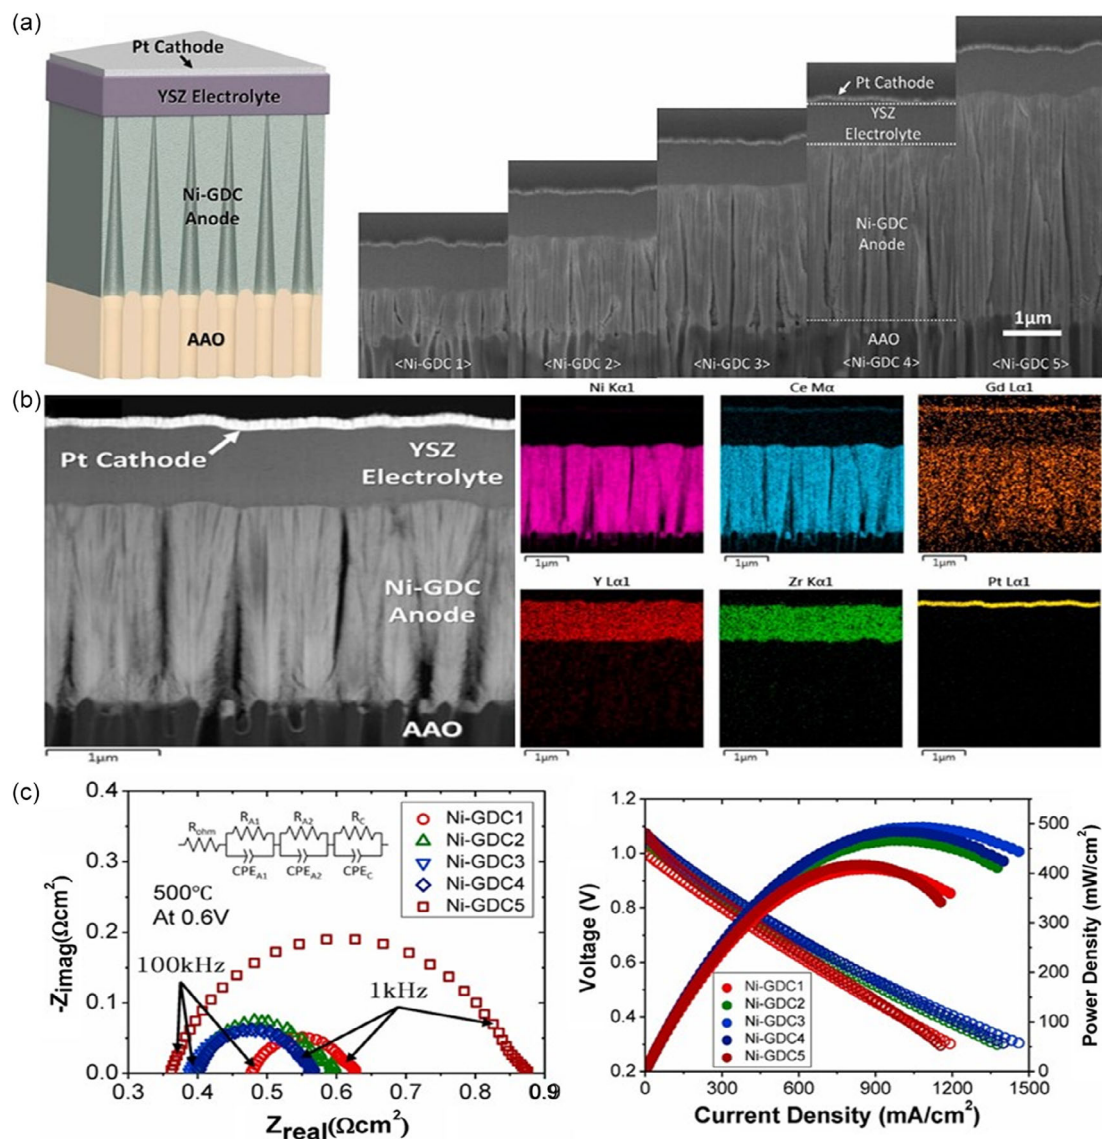 (a)
Pt Cathode
YSZ Electrolyte
Ni-GDC
Anode
AAO
Pt Cathode
YSZ
Electrolyte
Ni-GDC
Anode
1μm
AAO
<Ni-GDC 1>
<Ni-GDC 2>
<Ni-GDC 3>
<Ni-GDC 4>
<Ni-GDC 5>
(b)
Pt Cathode
YSZ
Electrolyte
Ni-GDC
Anode
AAO
1μm
Ni Kα1
Ce Mα
Gd Lα1
1μm
1μm
1μm
Y Lα1
Zr Kα1
Pt Lα1
1μm
1μm
1μm
(c)
0.4
0.3
0.2
0.1
0.0
-Zimag(Ωcm2)
Rohm
RA1
RA2
RC
CPEA1
CPEA2
CPEC
500℃
At 0.6V
100kHz
1kHz
Ni-GDC1
Ni-GDC2
Ni-GDC3
Ni-GDC4
Ni-GDC5
0.3 0.4 0.5 0.6 0.7 0.8 0.9
Zreal(Ωcm2)
1.2
1.0
0.8
0.6
0.4
0.2
Voltage (V)
Ni-GDC1
Ni-GDC2
Ni-GDC3
Ni-GDC4
Ni-GDC5
500
400
300
200
100
0
Power Density (mW/cm2)
0 300 600 900 1200 1500
Current Density (mA/cm2)